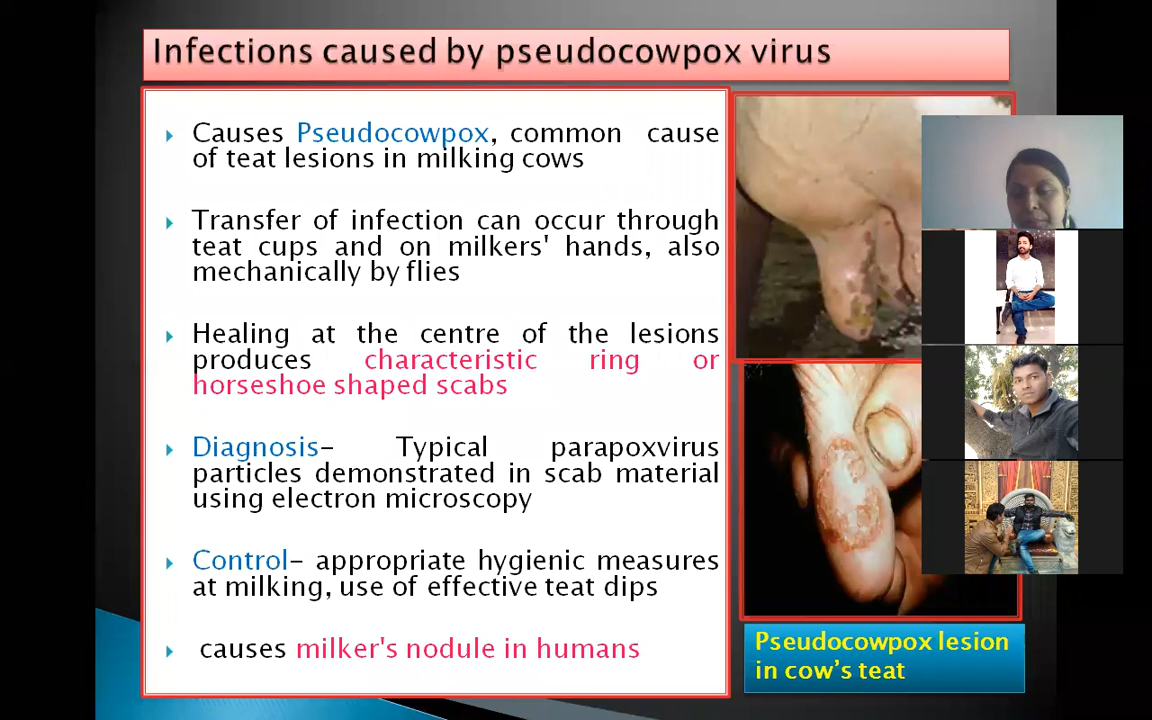 Infections caused by pseudocowpox virus
Causes Pseudocowpox, common cause
of teat lesions in milking cows
Transfer of infection can occur through
teat cups and on milkers' hands, also
mechanically by flies
Healing at the centre of the lesions
produces characteristic ring or
horseshoe shaped scabs
Diagnosis- Typical parapoxvirus
particles demonstrated in scab material
using electron microscopy
Control- appropriate hygienic measures
at milking, use of effective teat dips
causes milker's nodule in humans
Pseudocowpox lesion
in cow's teat